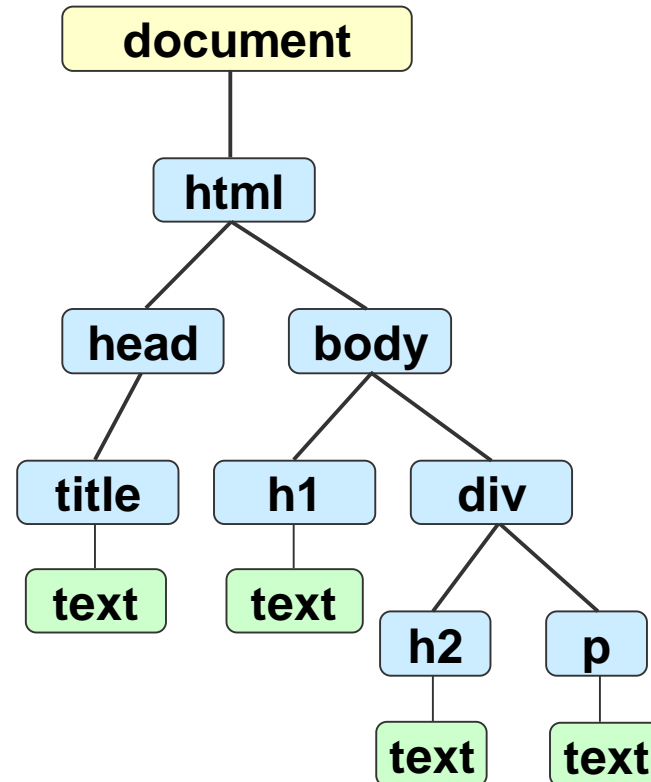 document
html
head body
title h1 div
text text
h2 p
text text